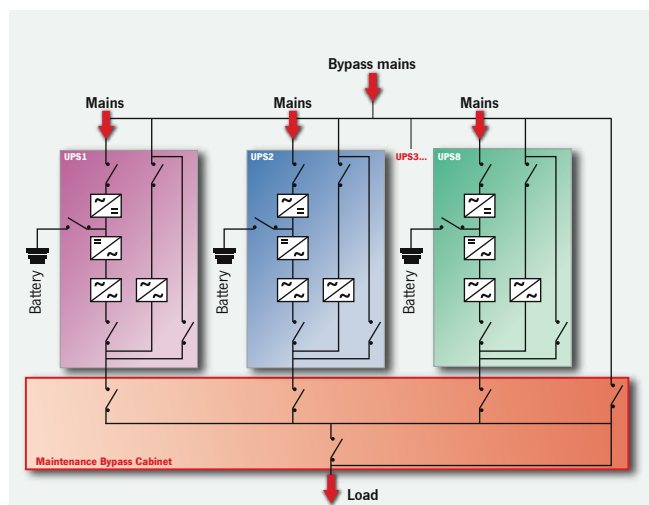 Bypass mains
Mains
Mains
Mains
UPS1
UPS2
UPS3...
UPS8
Battery
Battery
Battery
Maintenance Bypass Cabinet
Load